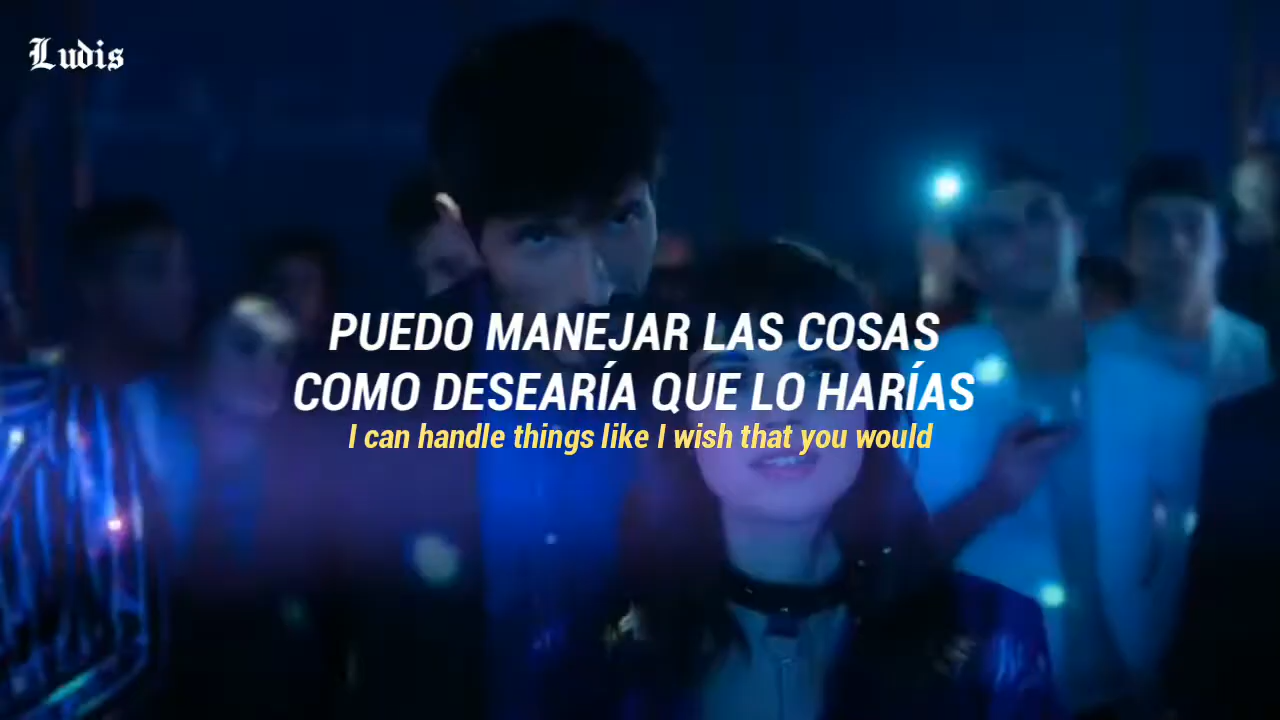 Ludis
PUEDO MANEJAR LAS COSAS
COMO DESEARÍA QUE LO HARÍAS
I can handle things like I wish that you would